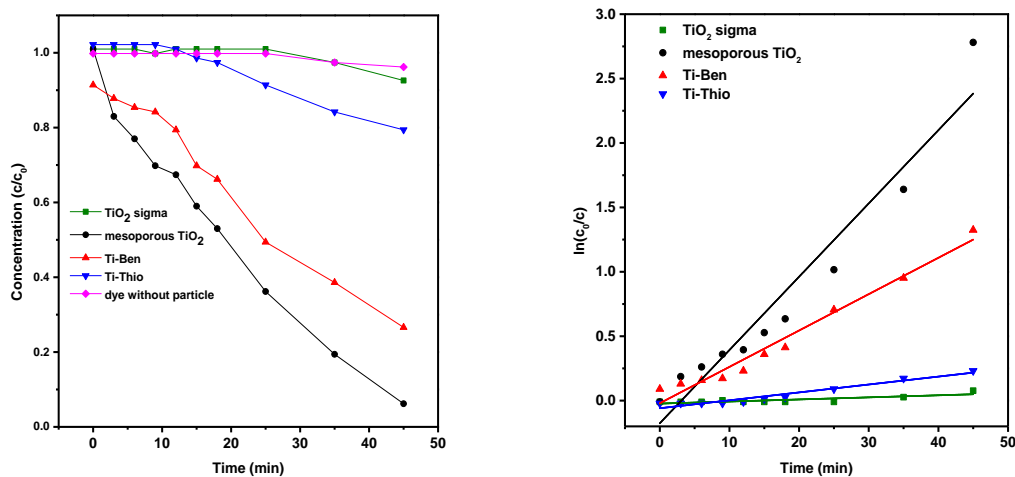 Concentration (c/c₀)
1.0
0.8
0.6
0.4
0.2
0.0
TiO₂ sigma
mesoporous TiO₂
Ti-Ben
Ti-Thio
dye without particle
0 10 20 30 40 50
Time (min)
ln(c₀/c)
3.0
2.5
2.0
1.5
1.0
0.5
0.0
TiO₂ sigma
mesoporous TiO₂
Ti-Ben
Ti-Thio
0 10 20 30 40 50
Time (min)